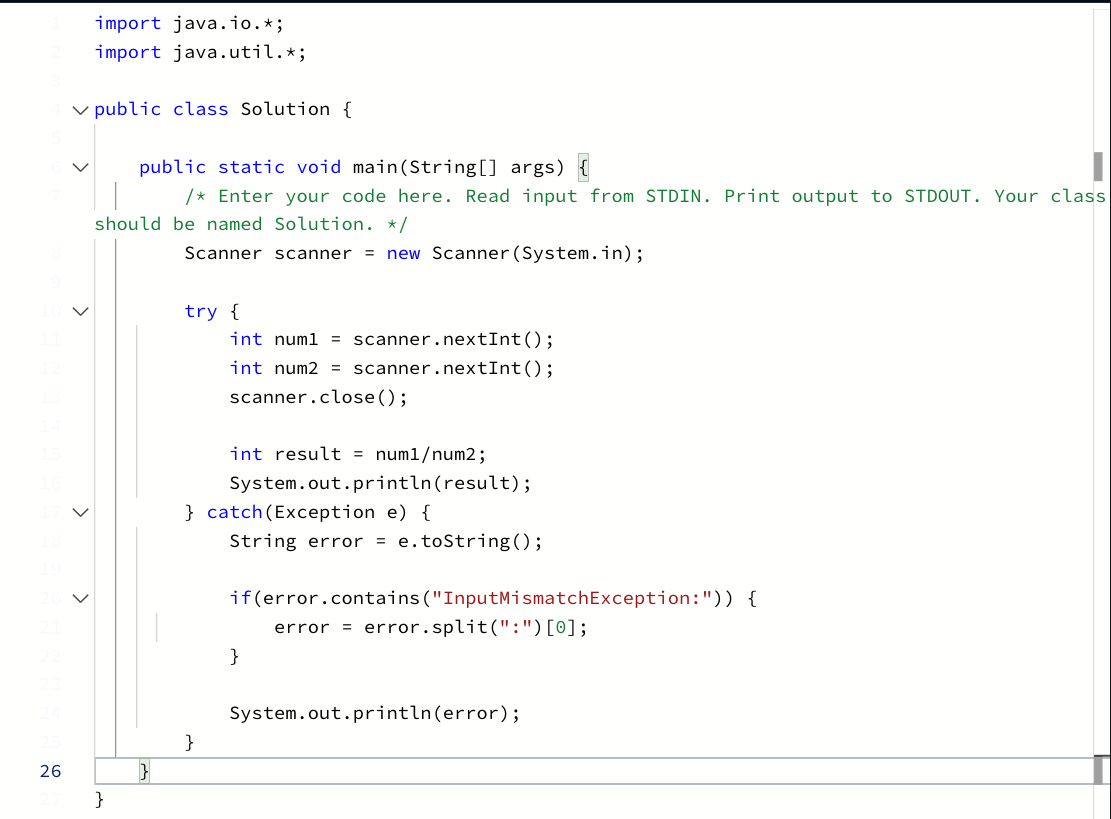 1 import java.io.*;
2 import java.util.*;
3
4 public class Solution {
5
6     public static void main(String[] args) {
7         /* Enter your code here. Read input from STDIN. Print output to STDOUT. Your class
should be named Solution. */
8         Scanner scanner = new Scanner(System.in);
9
10         try {
11             int num1 = scanner.nextInt();
12             int num2 = scanner.nextInt();
13             scanner.close();
14
15             int result = num1/num2;
16             System.out.println(result);
17         } catch(Exception e) {
18             String error = e.toString();
19
20             if(error.contains("InputMismatchException:")) {
21                 error = error.split(":")[0];
22             }
23
24             System.out.println(error);
25         }
26     }
27 }